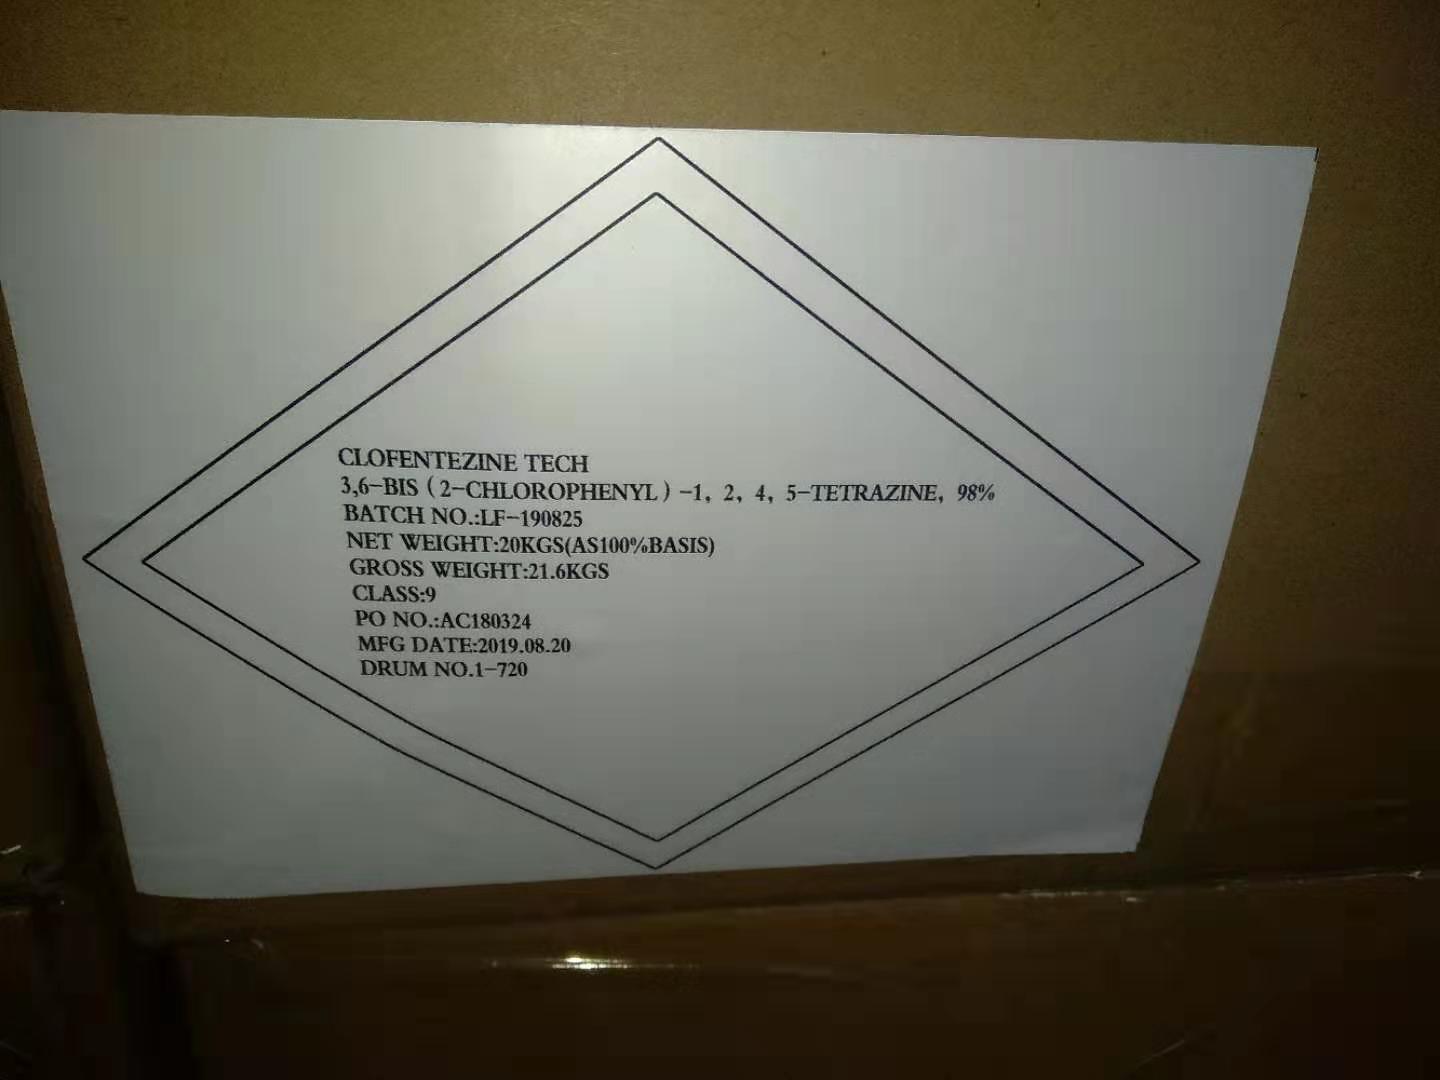 CLOFENTEZINE TECH
3,6-BIS（2-CHLOROPHENYL）-1, 2, 4, 5-TETRAZINE, 98%
BATCH NO.:LF-190825
NET WEIGHT:20KGS(AS100%BASIS)
GROSS WEIGHT:21.6KGS
CLASS:9
PO NO.:AC180324
MFG DATE:2019.08.20
DRUM NO.1-720